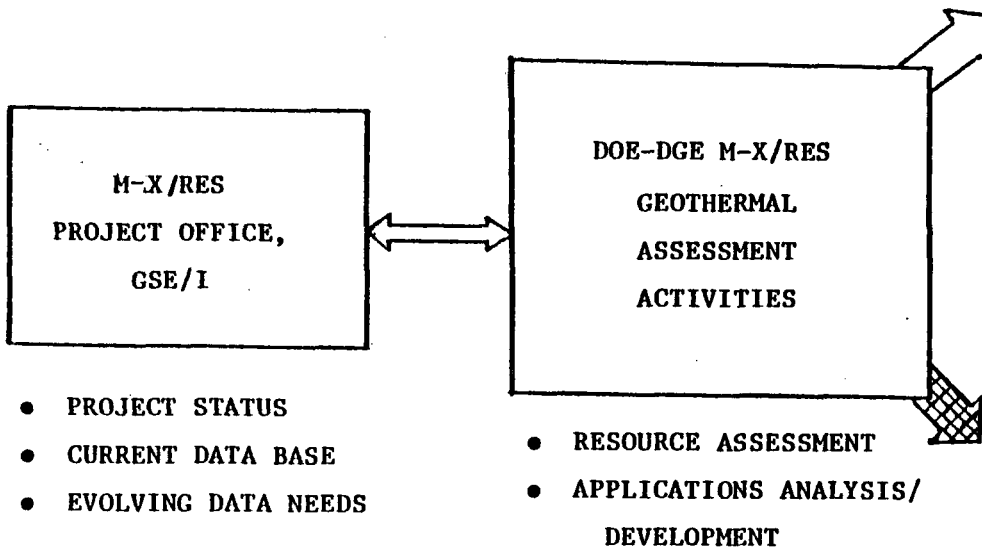 M-X/RES
PROJECT OFFICE,
GSE/I
• PROJECT STATUS
• CURRENT DATA BASE
• EVOLVING DATA NEEDS
DOE-DGE M-X/RES
GEOTHERMAL
ASSESSMENT
ACTIVITIES
• RESOURCE ASSESSMENT
• APPLICATIONS ANALYSIS/
DEVELOPMENT